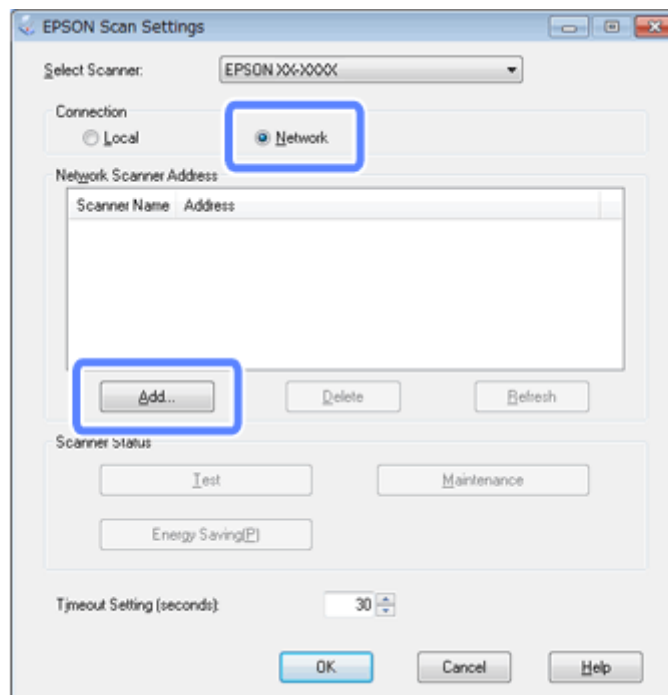 EPSON Scan Settings
Select Scanner: EPSON XX-XXXX
Connection
Local Network
Network Scanner Address
Scanner Name Address
Add... Delete Refresh
Scanner Status
Test Maintenance
Energy Saving(P)
Timeout Setting (seconds): 30
OK Cancel Help